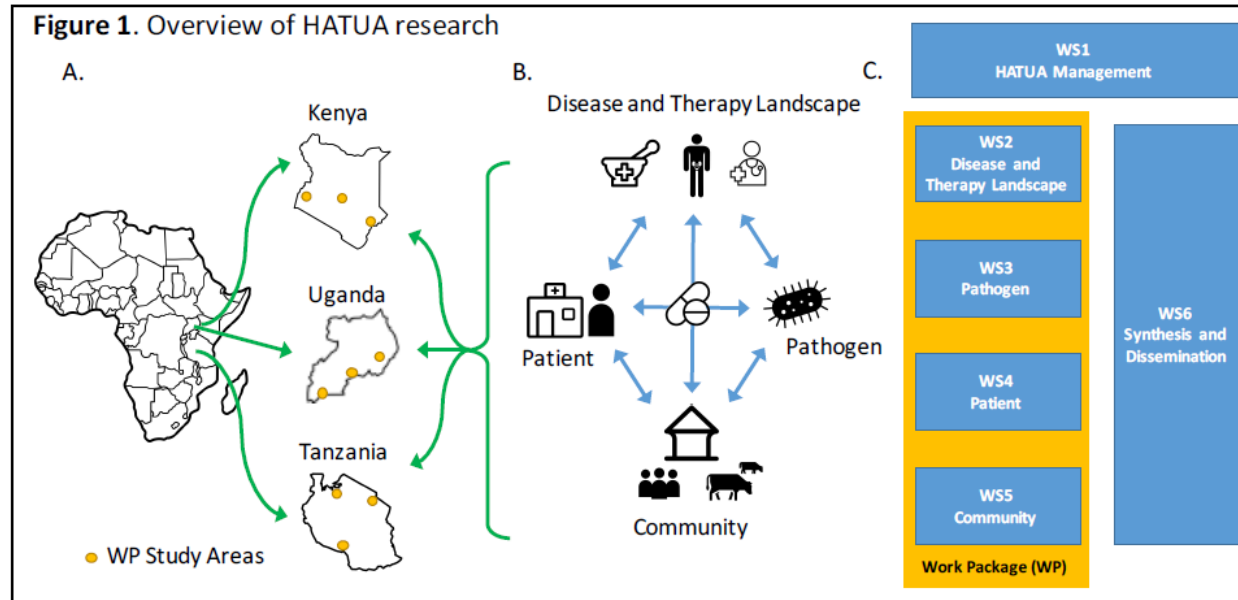 Figure 1. Overview of HATUA research
A.
Kenya
Uganda
Tanzania
WP Study Areas
B.
Disease and Therapy Landscape
Patient
Pathogen
Community
C.
WS1
HATUA Management
WS2
Disease and
Therapy Landscape
WS3
Pathogen
WS4
Patient
WS5
Community
Work Package (WP)
WS6
Synthesis and
Dissemination